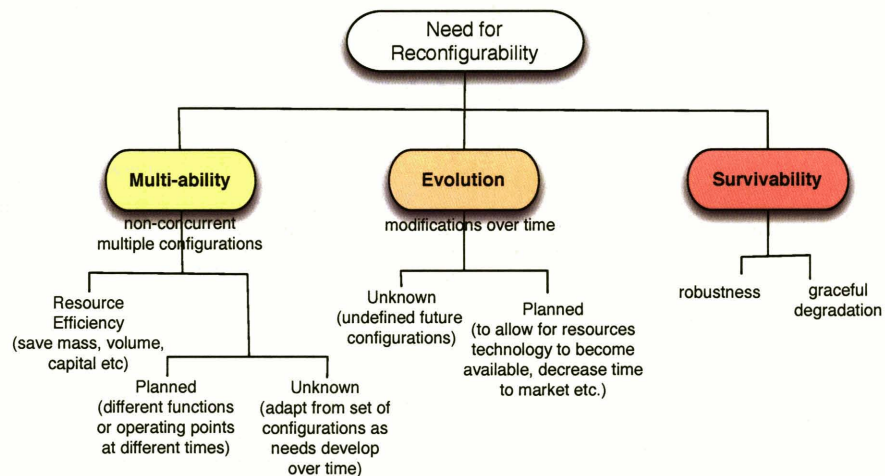 Need for
Reconfigurability
Multi-ability
non-concurrent
multiple configurations
Resource
Efficiency
(save mass, volume,
capital etc)
Planned
(different functions
or operating points
at different times)
Unknown
(adapt from set of
configurations as
needs develop
over time)
Evolution
modifications over time
Unknown
(undefined future
configurations)
Planned
(to allow for resources
technology to become
available, decrease time
to market etc.)
Survivability
robustness
graceful
degradation